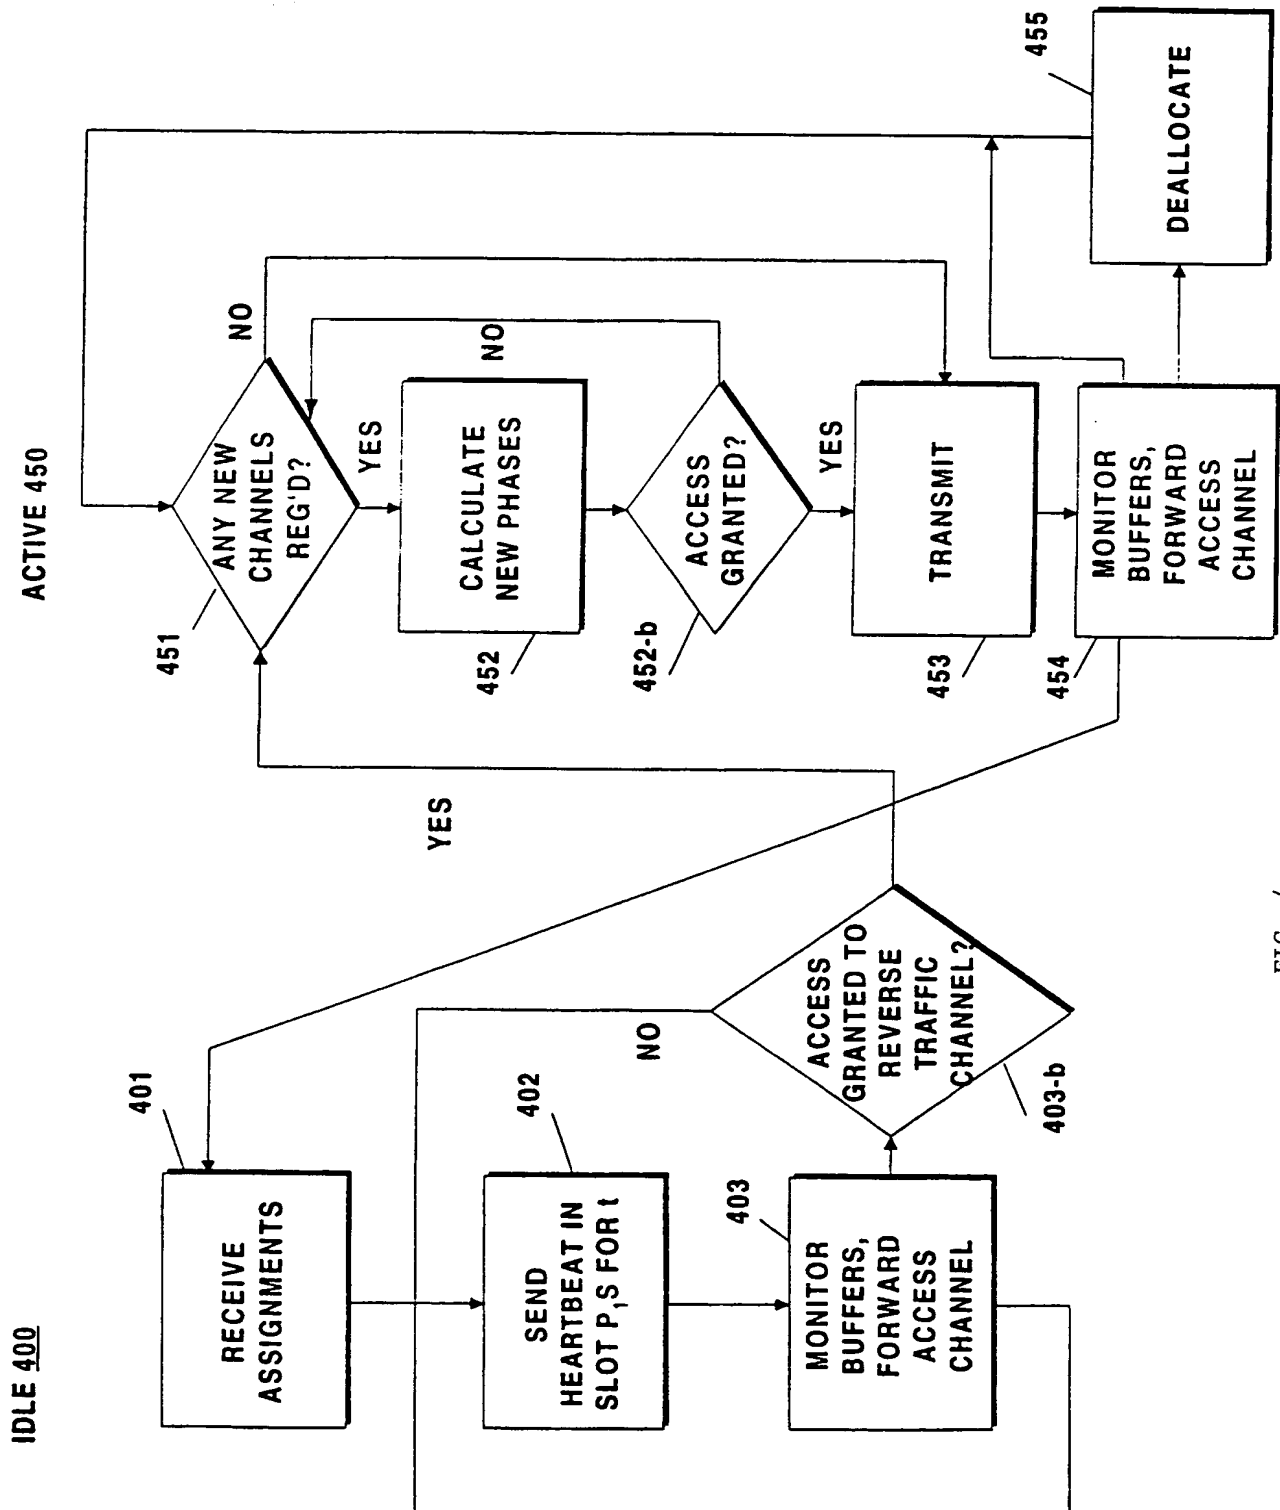 IDLE 400
ACTIVE 450
401
RECEIVE
ASSIGNMENTS
402
SEND
HEARTBEAT IN
SLOT P,S FOR t
403
MONITOR
BUFFERS,
FORWARD
ACCESS
CHANNEL
ACCESS
GRANTED TO
REVERSE
TRAFFIC
CHANNEL?
403-b
NO
YES
451
ANY NEW
CHANNELS
REQ'D?
NO
YES
452
CALCULATE
NEW PHASES
NO
452-b
ACCESS
GRANTED?
YES
453
TRANSMIT
454
MONITOR
BUFFERS,
FORWARD
ACCESS
CHANNEL
455
DEALLOCATE